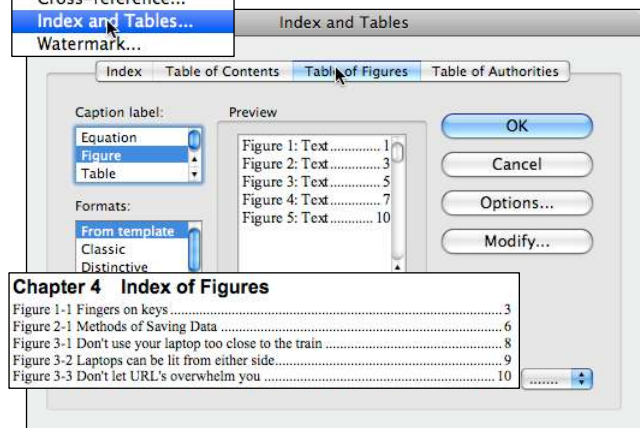 Cross-reference...
Index and Tables...
Watermark...
Index and Tables
Index Table of Contents Table of Figures Table of Authorities
Caption label:
Equation
Figure
Table
Formats:
From template
Classic
Distinctive
Preview
Figure 1: Text.............. 1
Figure 2: Text.............. 3
Figure 3: Text.............. 5
Figure 4: Text.............. 7
Figure 5: Text............ 10
OK
Cancel
Options...
Modify...
Chapter 4 Index of Figures
Figure 1-1 Fingers on keys.............. 3
Figure 2-1 Methods of Saving Data.............. 6
Figure 3-1 Don't use your laptop too close to the train.............. 8
Figure 3-2 Laptops can be lit from either side.............. 9
Figure 3-3 Don't let URL's overwhelm you.............. 10
.......